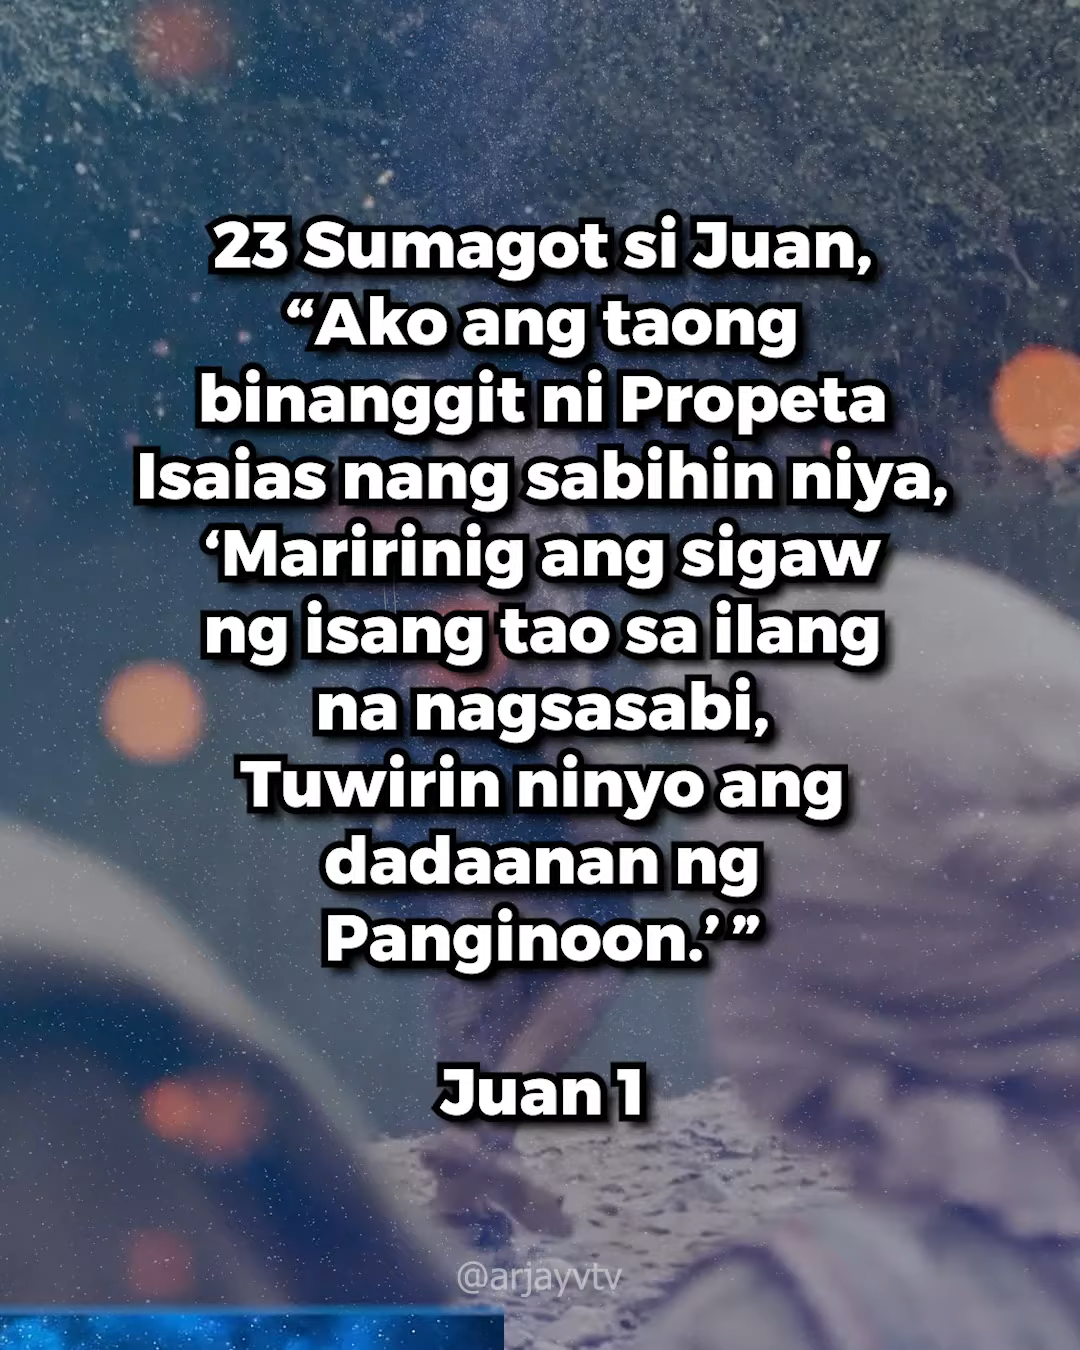 23 Sumagot si Juan,
“Ako ang taong
binanggit ni Propeta
Isaias nang sabihin niya,
‘Maririnig ang sigaw
ng isang tao sa ilang
na nagsasabi,
Tuwirin ninyo ang
dadaanan ng
Panginoon.’ ”
Juan 1
@arjayvtv